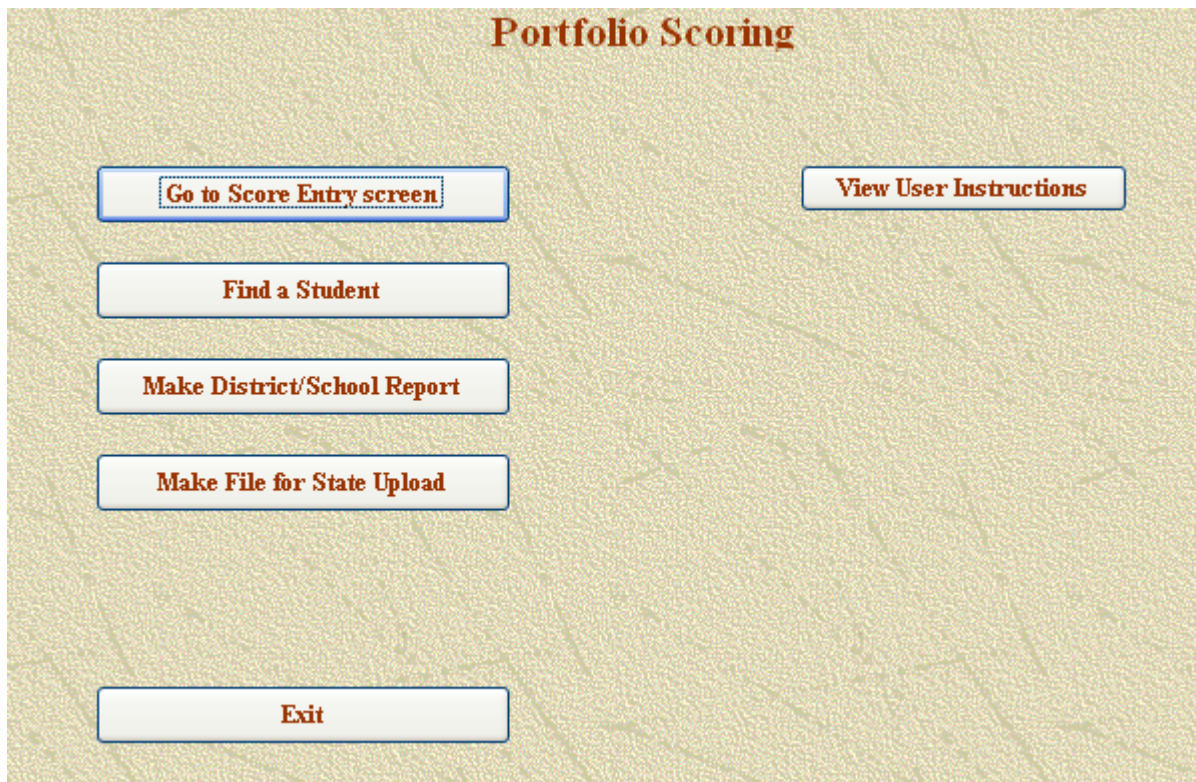 Portfolio Scoring
Go to Score Entry screen
View User Instructions
Find a Student
Make District/School Report
Make File for State Upload
Exit